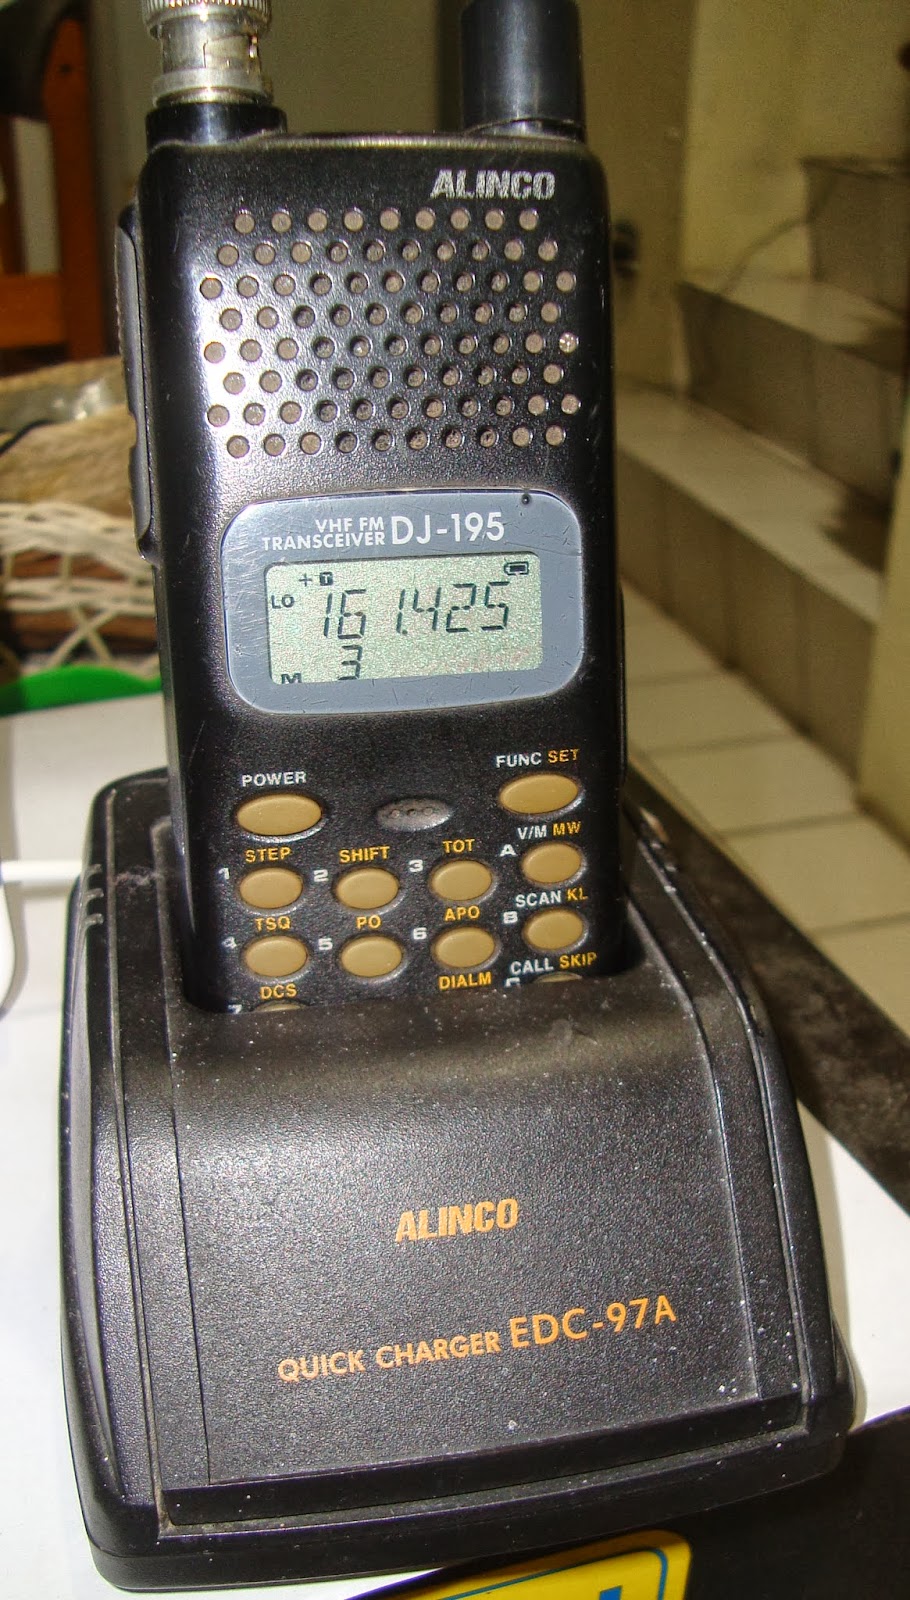 ALINCO
VHF FM
TRANSCEIVER DJ-195
+ T
LO 161.425
M 3
POWER
FUNC SET
V/M MW
STEP SHIFT TOT A
1 2 3
SCAN KL
TSQ PO APO B
4 5 6
CALL SKIP
DCS DIALM C
7
ALINCO
QUICK CHARGER EDC-97A